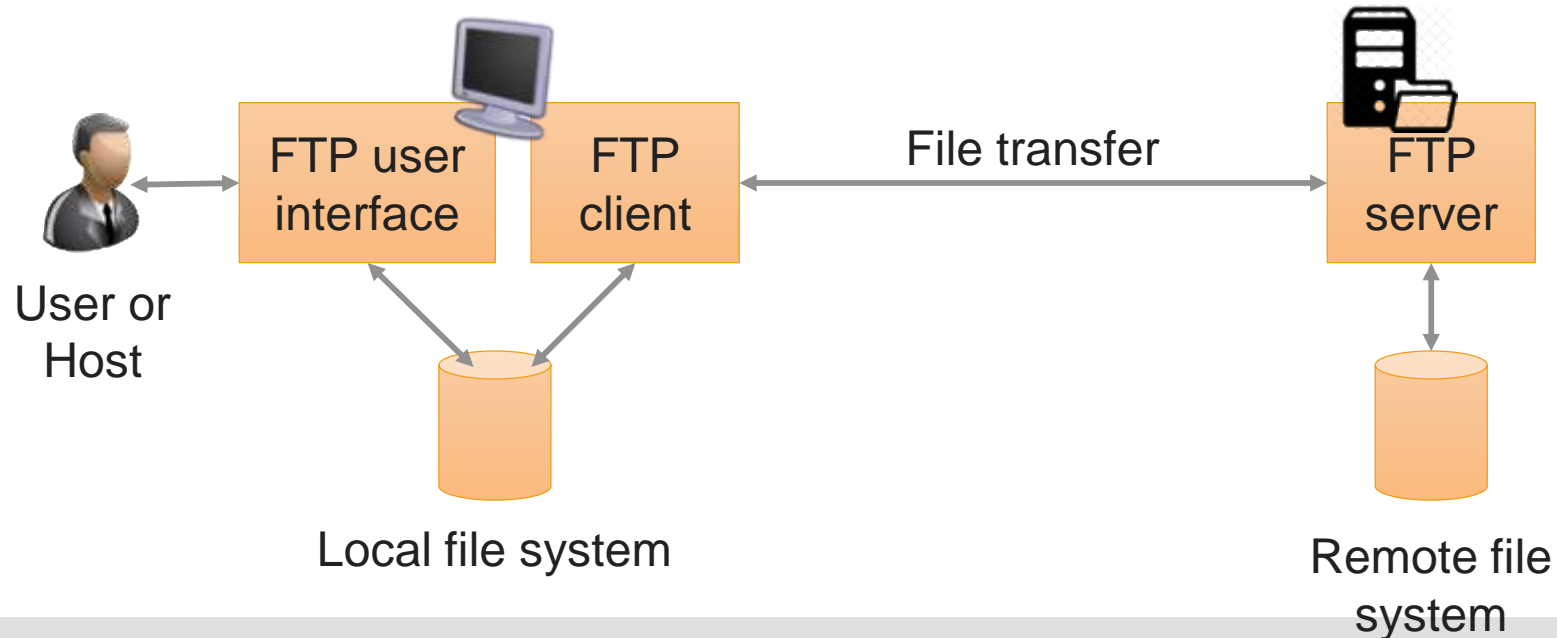 FTP user
interface
FTP
client
File transfer
FTP
server
User or
Host
Local file system
Remote file
system